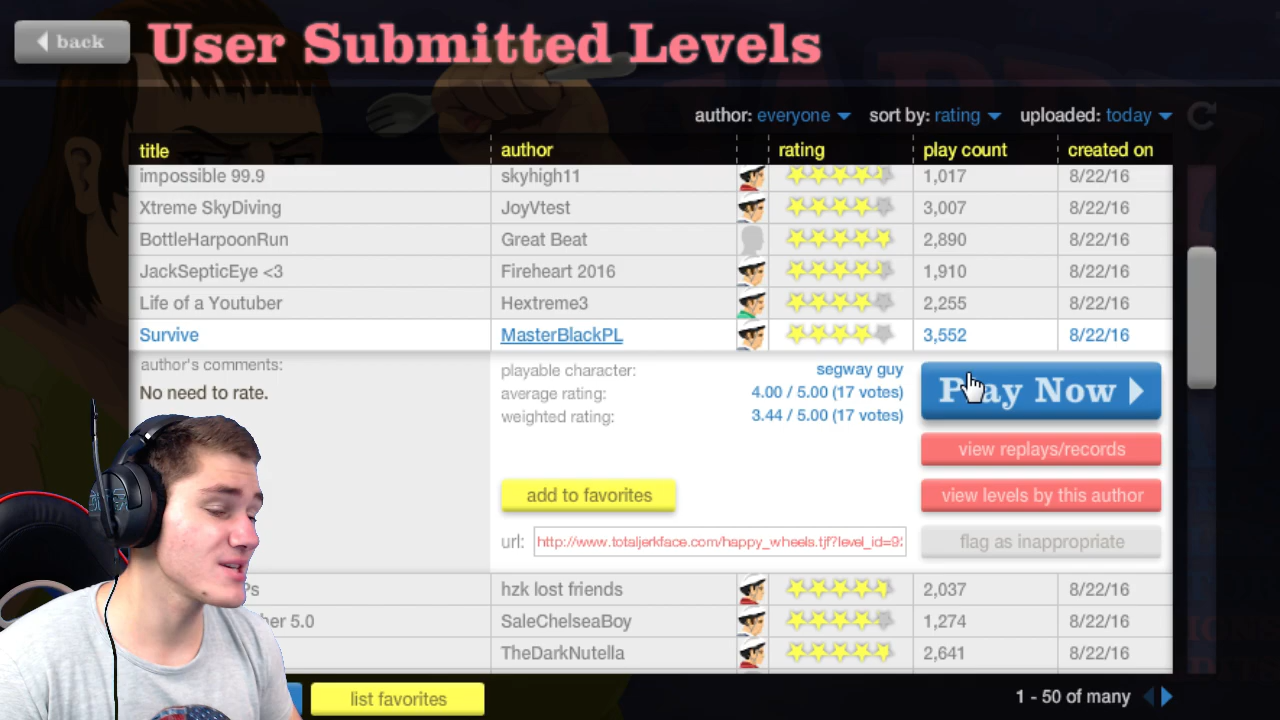 back
User Submitted Levels
author: everyone sort by: rating uploaded: today
title author rating play count created on
impossible 99.9 skyhigh11 1,017 8/22/16
Xtreme SkyDiving JoyVtest 3,007 8/22/16
BottleHarpoonRun Great Beat 2,890 8/22/16
JackSepticEye <3 Fireheart 2016 1,910 8/22/16
Life of a Youtuber Hextreme3 2,255 8/22/16
Survive MasterBlackPL 3,552 8/22/16
author's comments:
No need to rate.
playable character: segway guy
average rating: 4.00 / 5.00 (17 votes)
weighted rating: 3.44 / 5.00 (17 votes)
Play Now
view replays/records
add to favorites
view levels by this author
url: http://www.totaljerkface.com/happy_wheels.tjf?level_id=9
flag as inappropriate
hzk lost friends 2,037 8/22/16
5.0 SaleChelseaBoy 1,274 8/22/16
TheDarkNutella 2,641 8/22/16
list favorites
1 - 50 of many